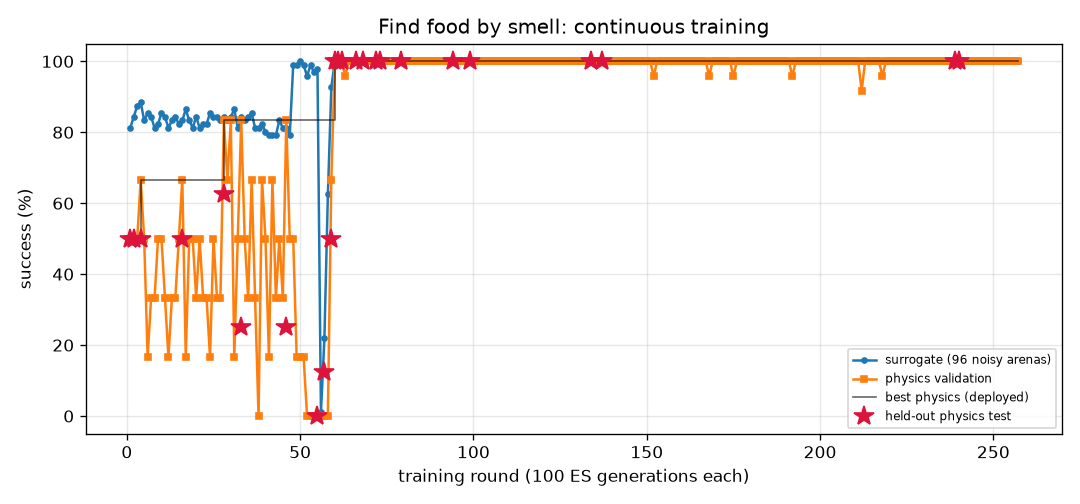 Find food by smell: continuous training
success (%)
100
80
60
40
20
0
surrogate (96 noisy arenas)
physics validation
best physics (deployed)
held-out physics test
0 50 100 150 200 250
training round (100 ES generations each)